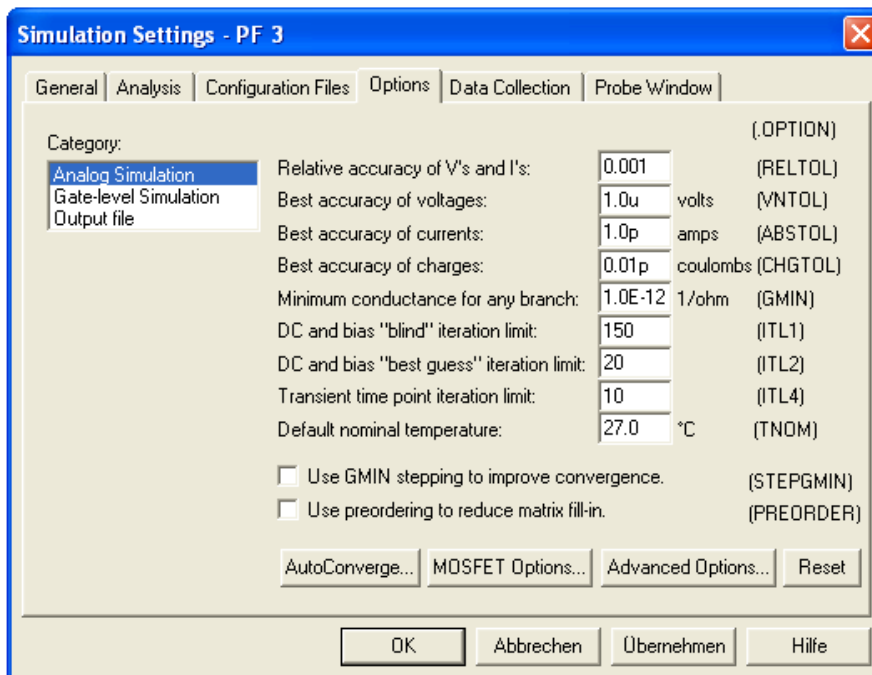 Simulation Settings - PF 3
General Analysis Configuration Files Options Data Collection Probe Window
(.OPTION)
Category:
Analog Simulation
Gate-level Simulation
Output file
Relative accuracy of V's and I's: 0.001 (RELTOL)
Best accuracy of voltages: 1.0u volts (VNTOL)
Best accuracy of currents: 1.0p amps (ABSTOL)
Best accuracy of charges: 0.01p coulombs (CHGTOL)
Minimum conductance for any branch: 1.0E-12 1/ohm (GMIN)
DC and bias "blind" iteration limit: 150 (ITL1)
DC and bias "best guess" iteration limit: 20 (ITL2)
Transient time point iteration limit: 10 (ITL4)
Default nominal temperature: 27.0 °C (TNOM)
Use GMIN stepping to improve convergence. (STEPGMIN)
Use preordering to reduce matrix fill-in. (PREORDER)
AutoConverge... MOSFET Options... Advanced Options... Reset
OK Abbrechen Übernehmen Hilfe